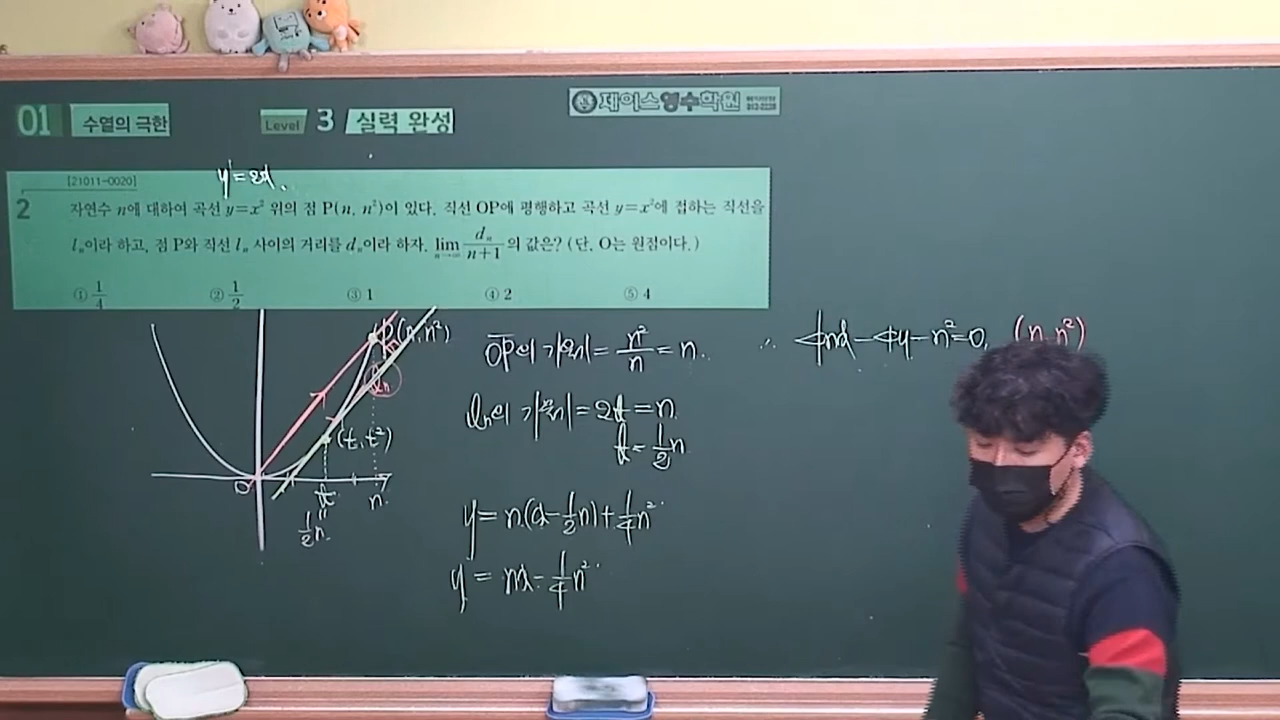 01 수열의 극한 Level 3 실력 완성
제이스영수학원
[21011-0020]
y'=2x.
2 자연수 n에 대하여 곡선 y=x² 위의 점 P(n, n²)이 있다. 직선 OP에 평행하고 곡선 y=x²에 접하는 직선을
lₙ이라 하고, 점 P와 직선 lₙ 사이의 거리를 dₙ이라 하자. lim n→∞ dₙ/(n+1)의 값은? (단, O는 원점이다.)
① 1/4 ② 1/2 ③ 1 ④ 2 ⑤ 4
P(n, n²)
lₙ
(t, t²)
O
t
n
1/2 n
OP의 기울기 = n²/n = n.
lₙ의 기울기 = 2t = n
t = 1/2 n
y = n(x - 1/2 n) + 1/4 n²
y = nx - 1/4 n²
∴ 4nx - 4y - n² = 0, (n, n²)